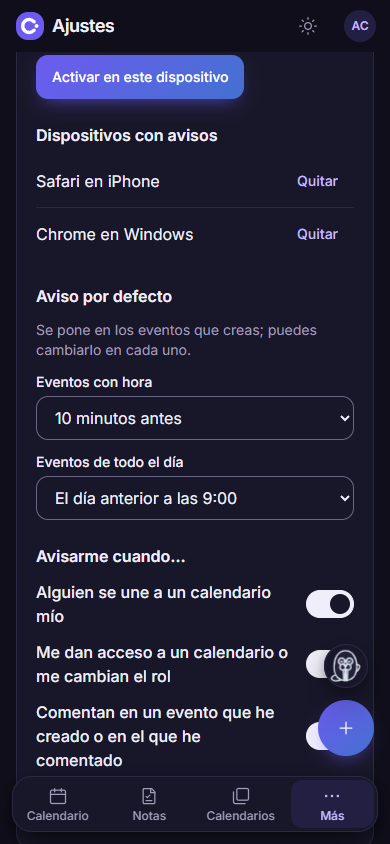 Ajustes
AC
Activar en este dispositivo
Dispositivos con avisos
Safari en iPhone
Quitar
Chrome en Windows
Quitar
Aviso por defecto
Se pone en los eventos que creas; puedes
cambiarlo en cada uno.
Eventos con hora
10 minutos antes
Eventos de todo el día
El día anterior a las 9:00
Avisarme cuando...
Alguien se une a un calendario
mío
Me dan acceso a un calendario o
me cambian el rol
Comentan en un evento que he
creado o en el que he
comentado
Calendario
Notas
Calendarios
Más